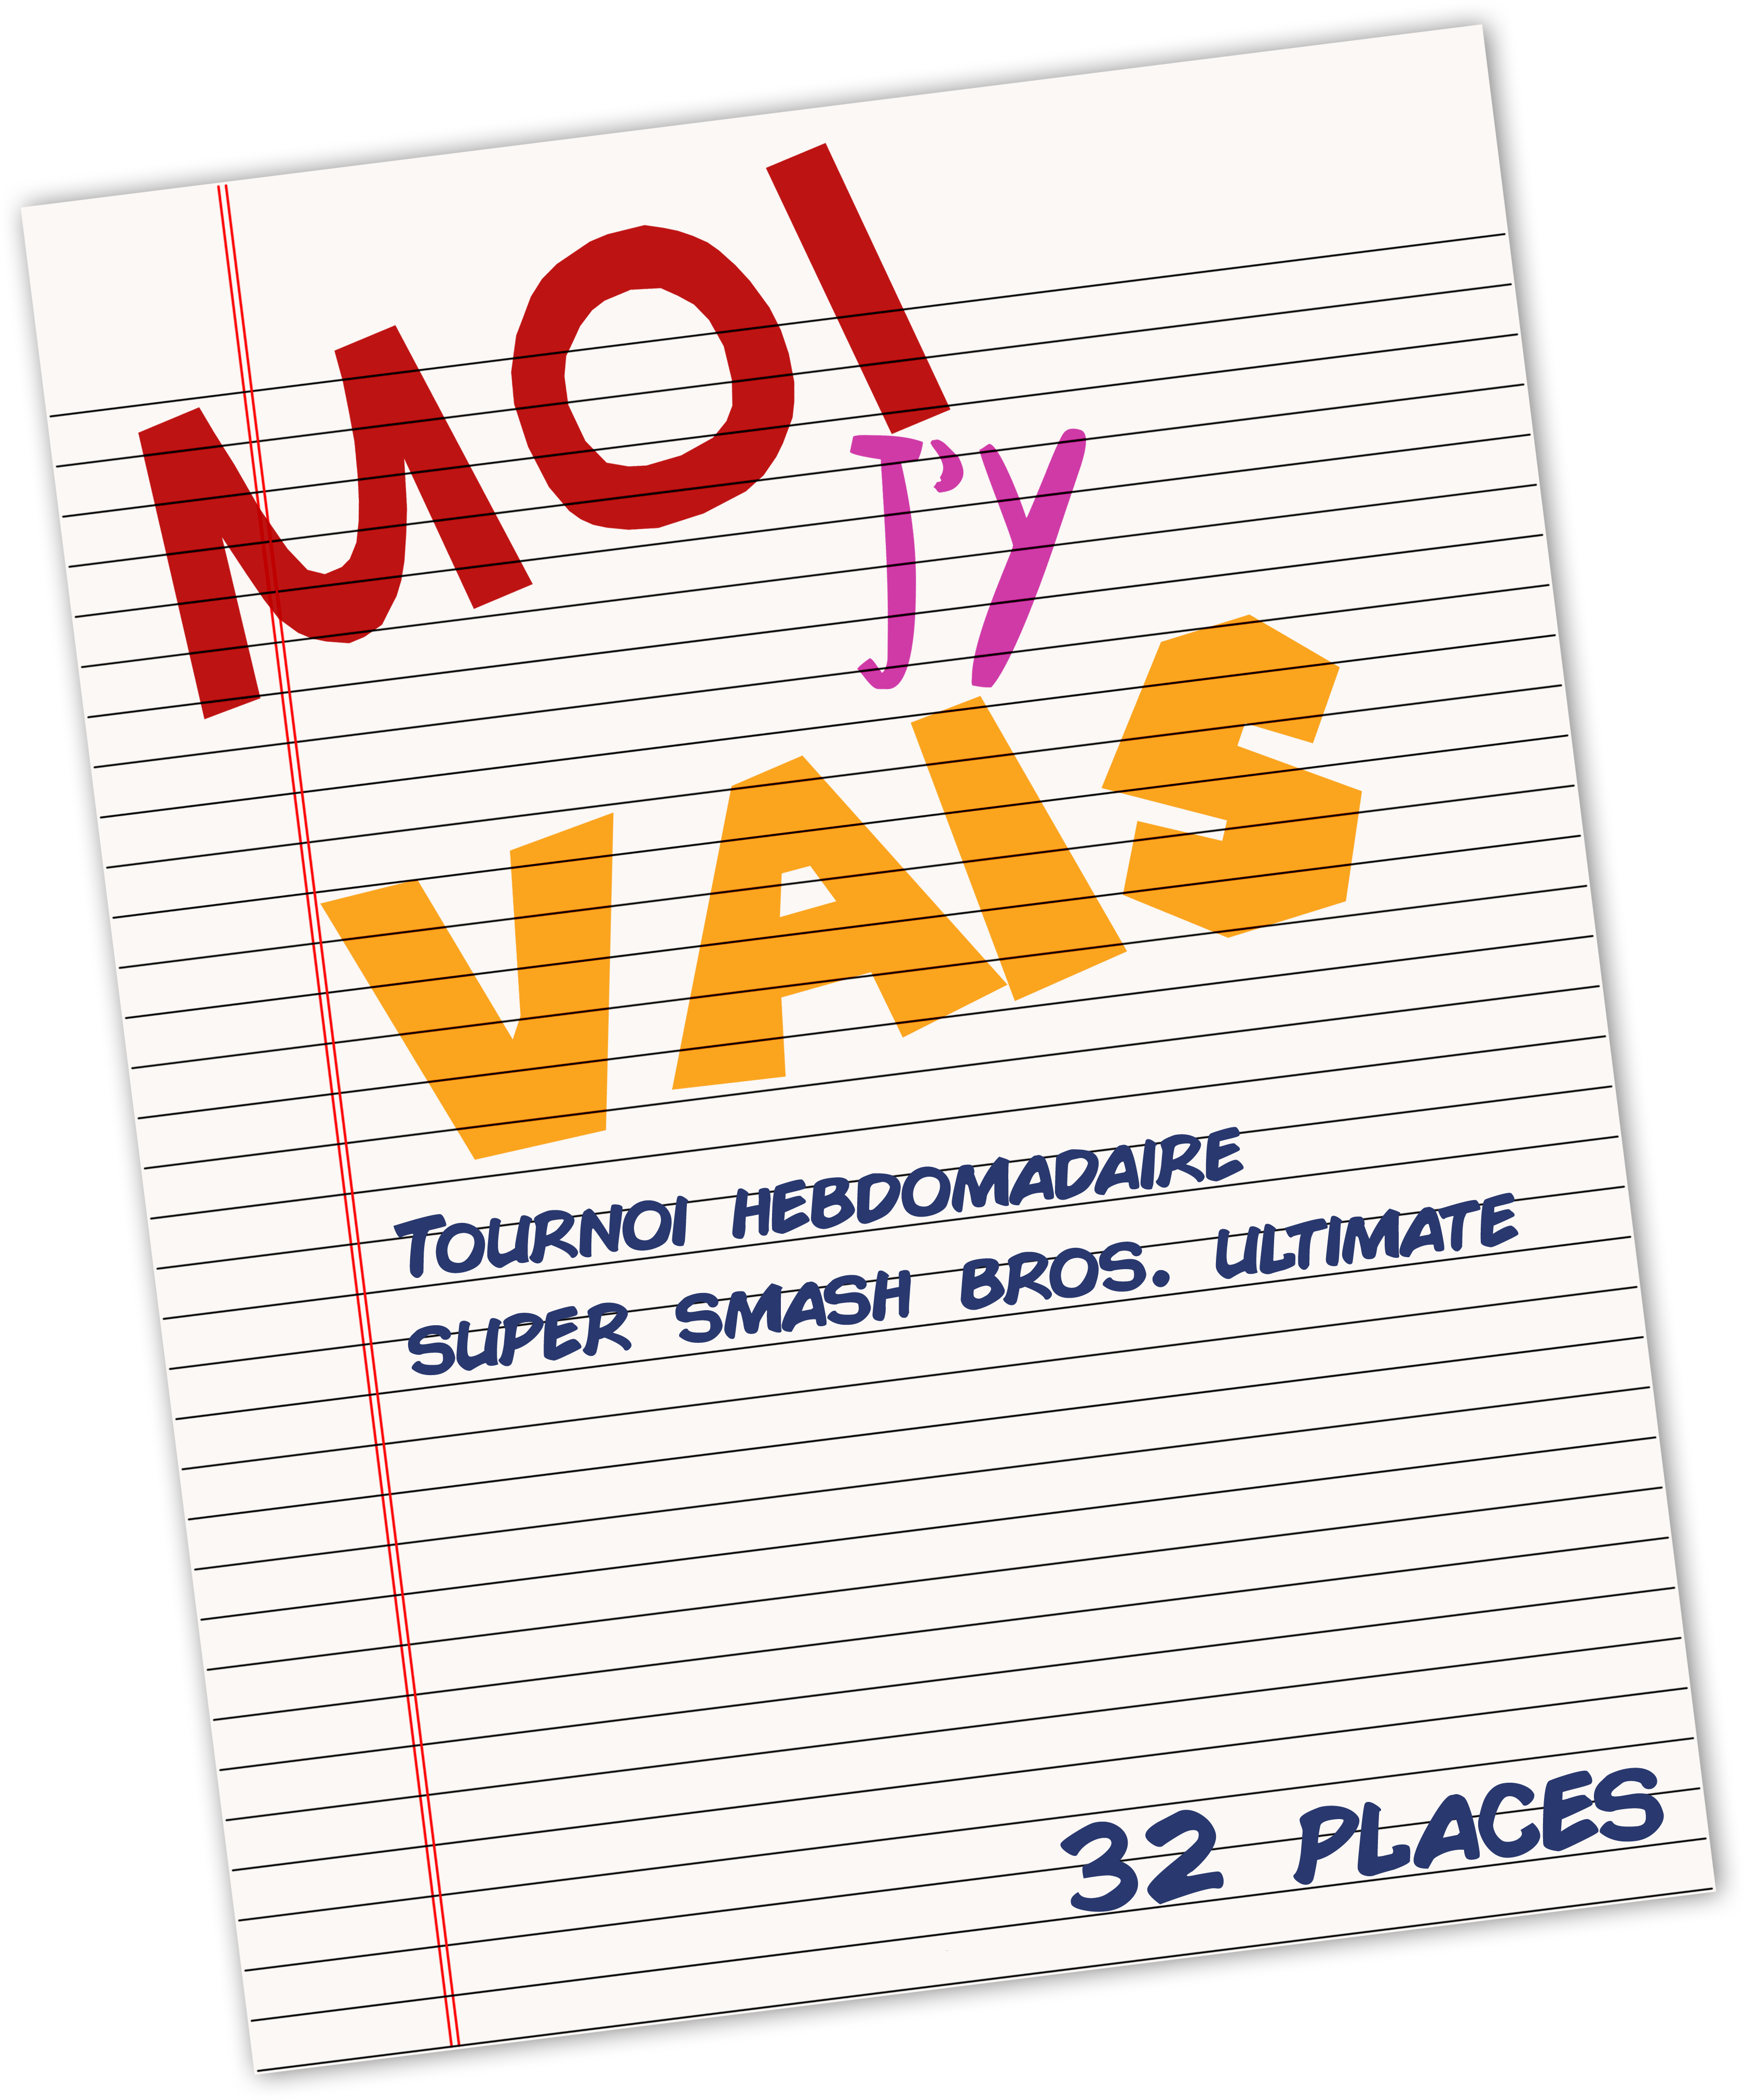 MOI
J'Y
VAIS
TOURNOI HEBDOMADAIRE
SUPER SMASH BROS. ULTIMATE
32 PLACES